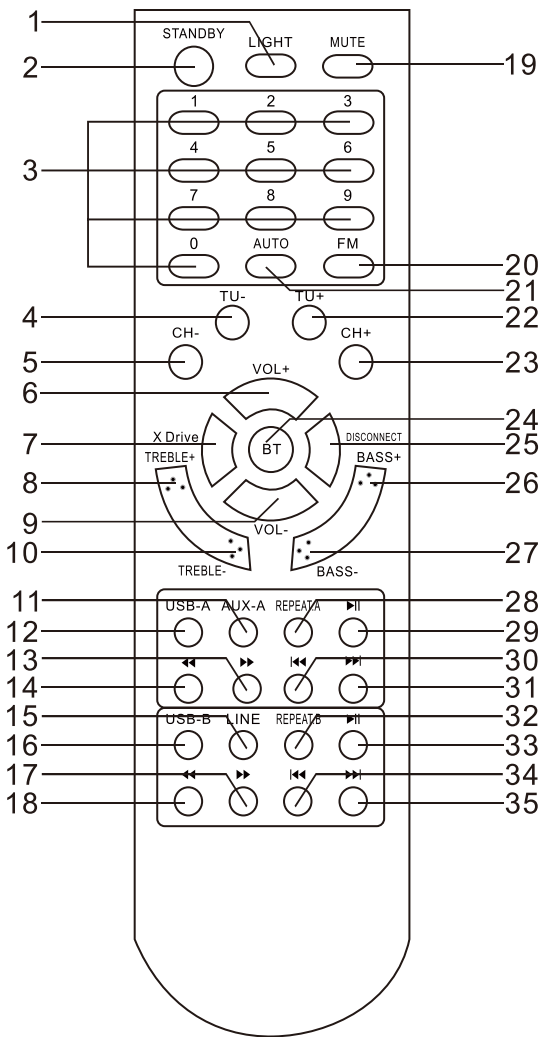 1
STANDBY LIGHT MUTE
2 19
1 2 3
4 5 6
3
7 8 9
0 AUTO FM
20
21
TU- TU+
4 22
CH- CH+
5 23
VOL+
6
24
X Drive BT DISCONNECT
7 25
TREBLE+ BASS+
8 26
9
VOL-
10 27
TREBLE- BASS-
11 USB-A AUX-A REPEAT.A ▶II 28
12 29
13 ◀◀ ▶▶ I◀◀ ▶▶I 30
14 31
15 USB-B LINE REPEAT.B ▶II 32
16 33
17 ◀◀ ▶▶ I◀◀ ▶▶I 34
18 35